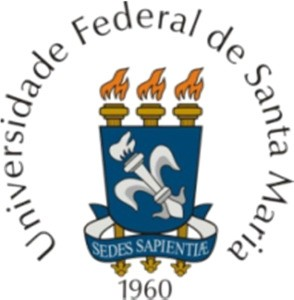 Universidade Federal de Santa Maria
SEDES SAPIENTIÆ
1960